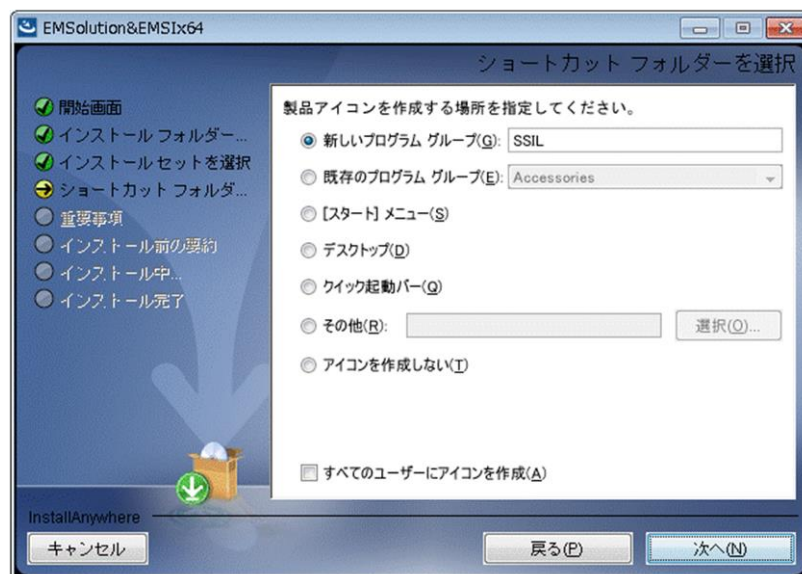 EMSolution&EMSIx64
ショートカット フォルダーを選択
開始画面
インストール フォルダー...
インストール セットを選択
ショートカット フォルダ...
重要事項
インストール前の要約
インストール中...
インストール完了
製品アイコンを作成する場所を指定してください。
新しいプログラム グループ(G): SSIL
既存のプログラム グループ(E): Accessories
[スタート] メニュー(S)
デスクトップ(D)
クイック起動バー(Q)
その他(R): 選択(O)...
アイコンを作成しない(T)
すべてのユーザーにアイコンを作成(A)
InstallAnywhere
キャンセル 戻る(P) 次へ(N)